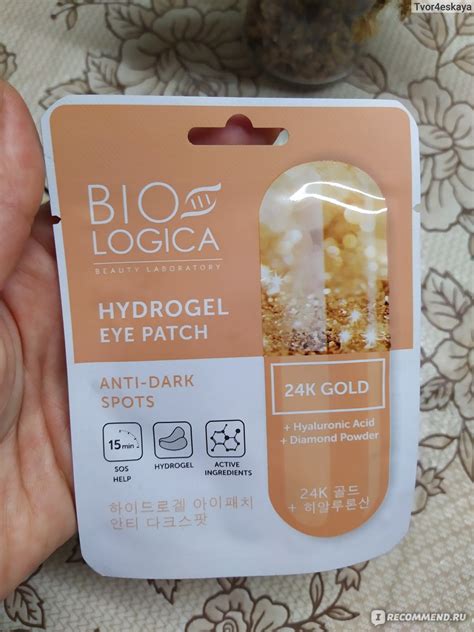 Tvor4eskaya
BIO
LOGICA
BEAUTY LABORATORY
HYDROGEL
EYE PATCH
ANTI-DARK
SPOTS
15 min
SOS
HELP
HYDROGEL
ACTIVE
INGREDIENTS
하이드로겔 아이패치
안티 다크스팟
24K GOLD
+ Hyaluronic Acid
+ Diamond Powder
24K 골드
+ 히알루론산
I RECOMMEND.RU